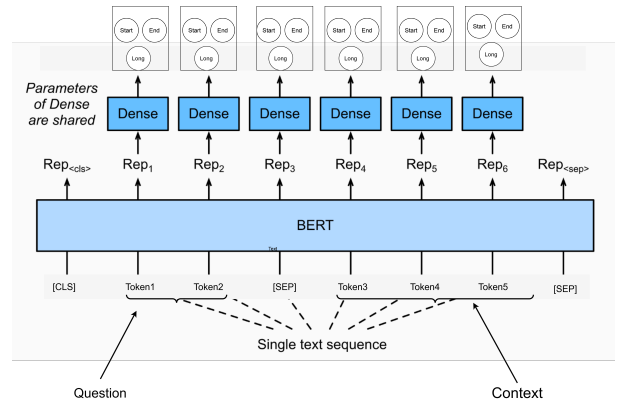 Start End Start End Start End Start End Start End Start End
Long Long Long Long Long Long
Parameters
of Dense
are shared
Dense Dense Dense Dense Dense Dense
Rep<cls> Rep1 Rep2 Rep3 Rep4 Rep5 Rep6 Rep<sep>
BERT
Text
[CLS] Token1 Token2 [SEP] Token3 Token4 Token5 [SEP]
Single text sequence
Question Context